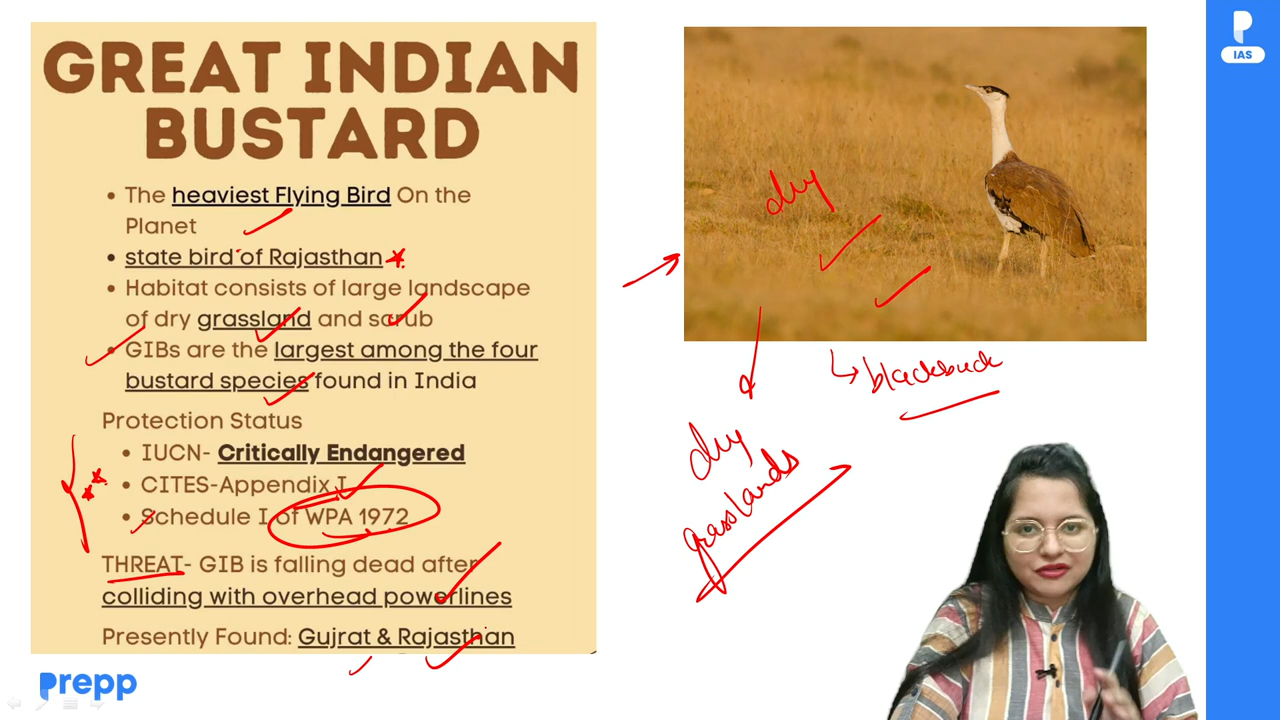 GREAT INDIAN
BUSTARD
• The heaviest Flying Bird On the
Planet
• state bird of Rajasthan
• Habitat consists of large landscape
of dry grassland and scrub
• GIBs are the largest among the four
bustard species found in India
Protection Status
• IUCN- Critically Endangered
• CITES-Appendix I
• Schedule I of WPA 1972
THREAT- GIB is falling dead after
colliding with overhead powerlines
Presently Found: Gujrat & Rajasthan
prepp
dry
blackbuck
dry
grasslands
IAS